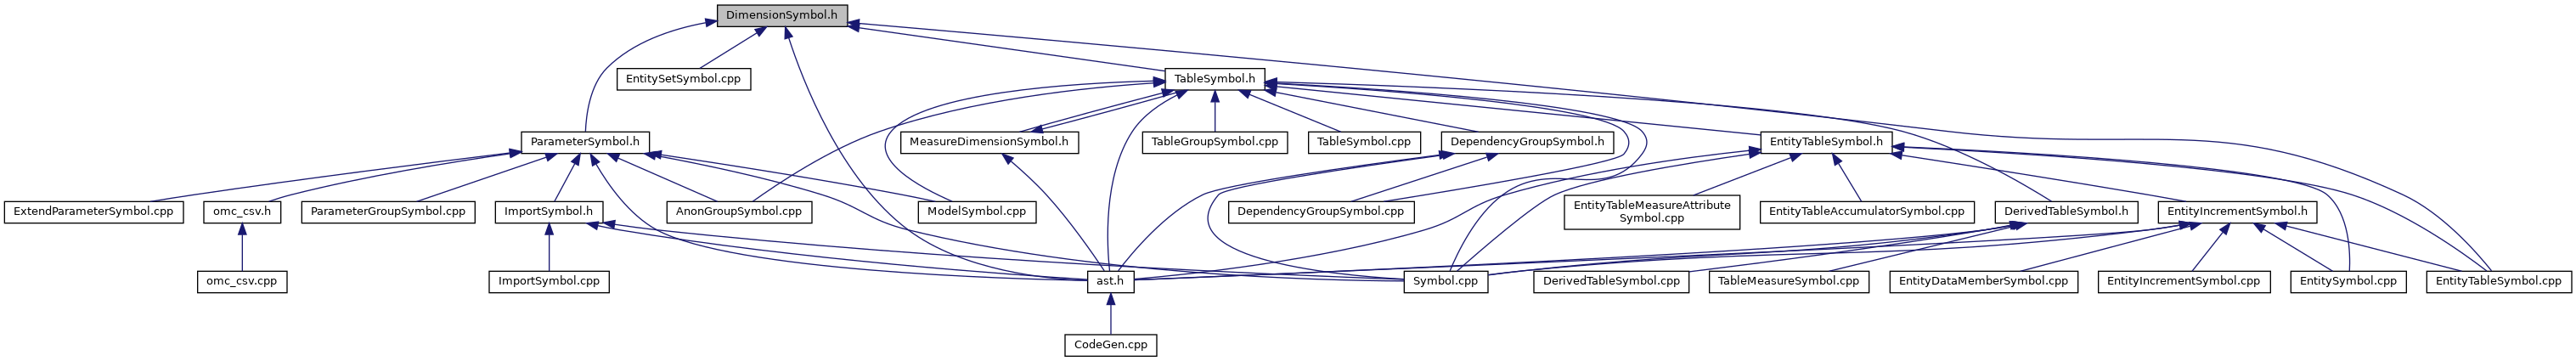 DimensionSymbol.h
EntitySetSymbol.cpp
TableSymbol.h
ParameterSymbol.h
MeasureDimensionSymbol.h
TableGroupSymbol.cpp
TableSymbol.cpp
DependencyGroupSymbol.h
EntityTableSymbol.h
ExtendParameterSymbol.cpp
omc_csv.h
ParameterGroupSymbol.cpp
ImportSymbol.h
AnonGroupSymbol.cpp
ModelSymbol.cpp
DependencyGroupSymbol.cpp
EntityTableMeasureAttribute
Symbol.cpp
EntityTableAccumulatorSymbol.cpp
DerivedTableSymbol.h
EntityIncrementSymbol.h
omc_csv.cpp
ImportSymbol.cpp
ast.h
Symbol.cpp
DerivedTableSymbol.cpp
TableMeasureSymbol.cpp
EntityDataMemberSymbol.cpp
EntityIncrementSymbol.cpp
EntitySymbol.cpp
EntityTableSymbol.cpp
CodeGen.cpp